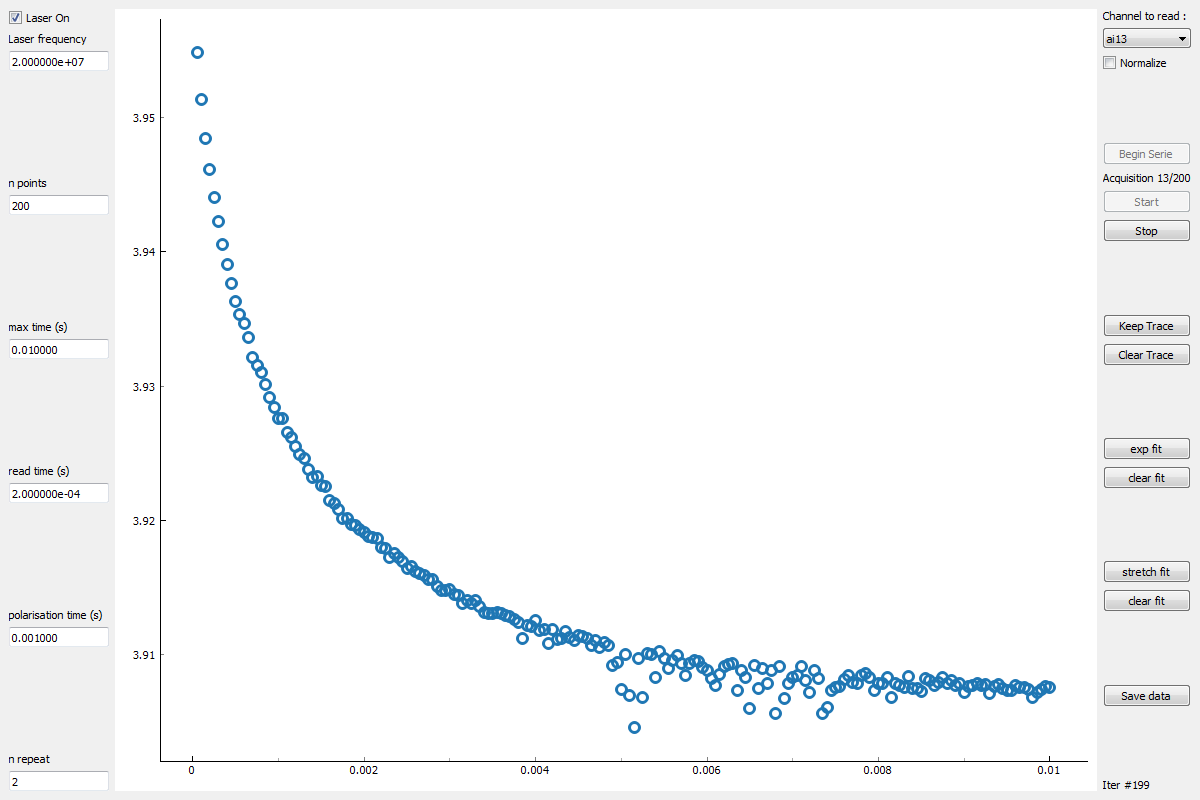 Laser On
Laser frequency
2.000000e+07
n points
200
max time (s)
0.010000
read time (s)
2.000000e-04
polarisation time (s)
0.001000
n repeat
2
3.95
3.94
3.93
3.92
3.91
0
0.002
0.004
0.006
0.008
0.01
Channel to read :
ai13
Normalize
Begin Serie
Acquisition 13/200
Start
Stop
Keep Trace
Clear Trace
exp fit
clear fit
stretch fit
clear fit
Save data
Iter #199